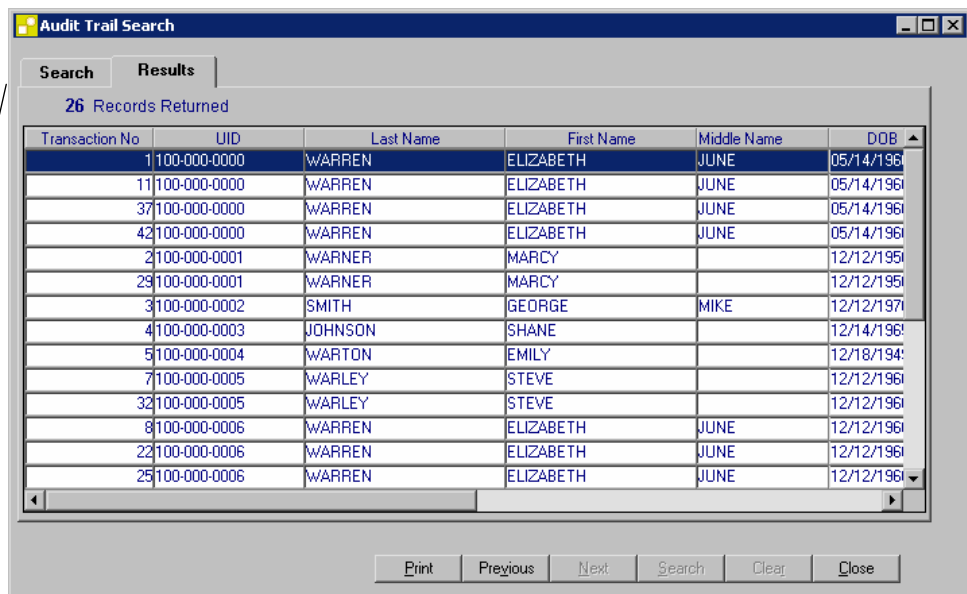 Audit Trail Search
Search Results
26 Records Returned
Transaction No UID Last Name First Name Middle Name DOB
1 100-000-0000 WARREN ELIZABETH JUNE 05/14/196
11 100-000-0000 WARREN ELIZABETH JUNE 05/14/196
37 100-000-0000 WARREN ELIZABETH JUNE 05/14/196
42 100-000-0000 WARREN ELIZABETH JUNE 05/14/196
2 100-000-0001 WARNER MARCY 12/12/195
29 100-000-0001 WARNER MARCY 12/12/195
3 100-000-0002 SMITH GEORGE MIKE 12/12/197
4 100-000-0003 JOHNSON SHANE 12/14/196
5 100-000-0004 WARTON EMILY 12/18/194
7 100-000-0005 WARLEY STEVE 12/12/196
32 100-000-0005 WARLEY STEVE 12/12/196
8 100-000-0006 WARREN ELIZABETH JUNE 12/12/196
22 100-000-0006 WARREN ELIZABETH JUNE 12/12/196
25 100-000-0006 WARREN ELIZABETH JUNE 12/12/196
Print Previous Next Search Clear Close